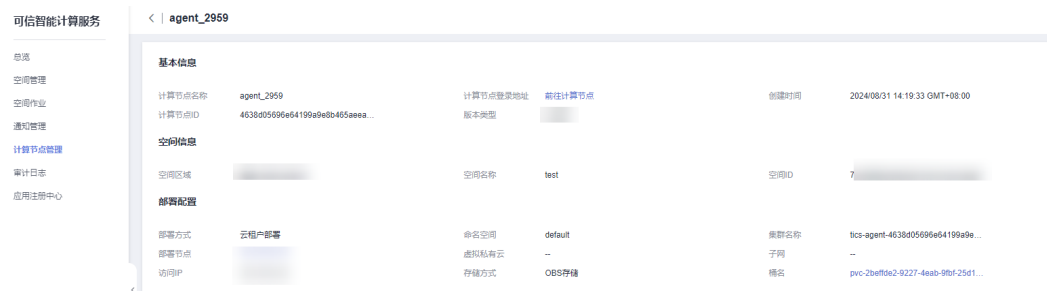 可信智能计算服务
总览
空间管理
空间作业
通知管理
计算节点管理
审计日志
应用注册中心
< | agent_2959
基本信息
计算节点名称 agent_2959 计算节点登录地址 前往计算节点 创建时间 2024/08/31 14:19:33 GMT+08:00
计算节点ID 4638d05696e64199a9e8b465aeea... 版本类型
空间信息
空间区域 空间名称 test 空间ID 7
部署配置
部署方式 云租户部署 命名空间 default 集群名称 tics-agent-4638d05696e64199a9e...
部署节点 虚拟私有云 -- 子网 --
访问IP 存储方式 OBS存储 桶名 pvc-2beffde2-9227-4eab-9fbf-25d1...